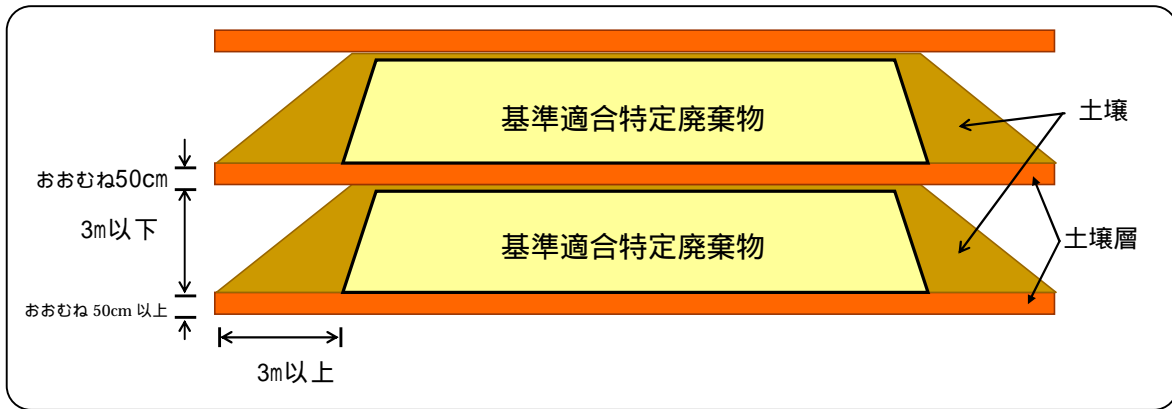 基準適合特定廃棄物
土壌
おおむね50cm
3m以下
基準適合特定廃棄物
土壌層
おおむね 50cm 以上
3m以上